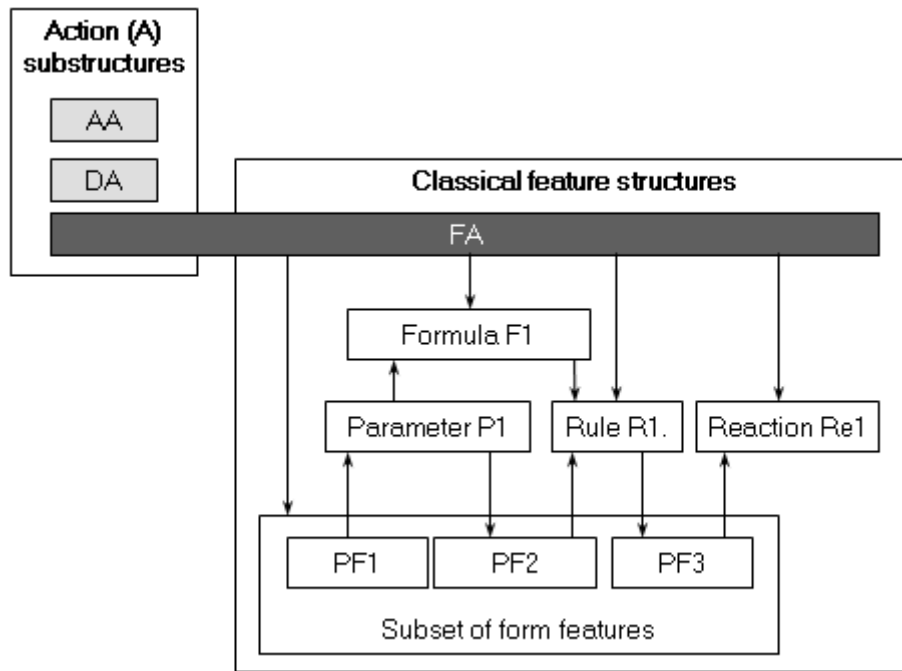 Action (A)
substructures
AA
DA
Classical feature structures
FA
Formula F1
Parameter P1
Rule R1.
Reaction Re1
PF1
PF2
PF3
Subset of form features